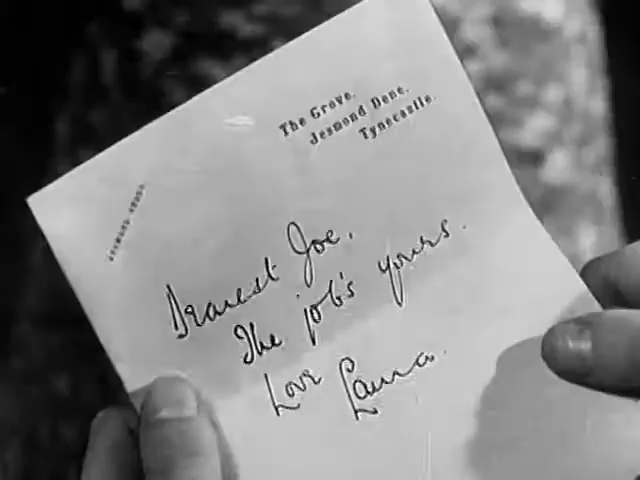 The Grove,
Jesmond Dene,
Tynecastle.
Dearest Joe,
The job's yours.
Love Laura.